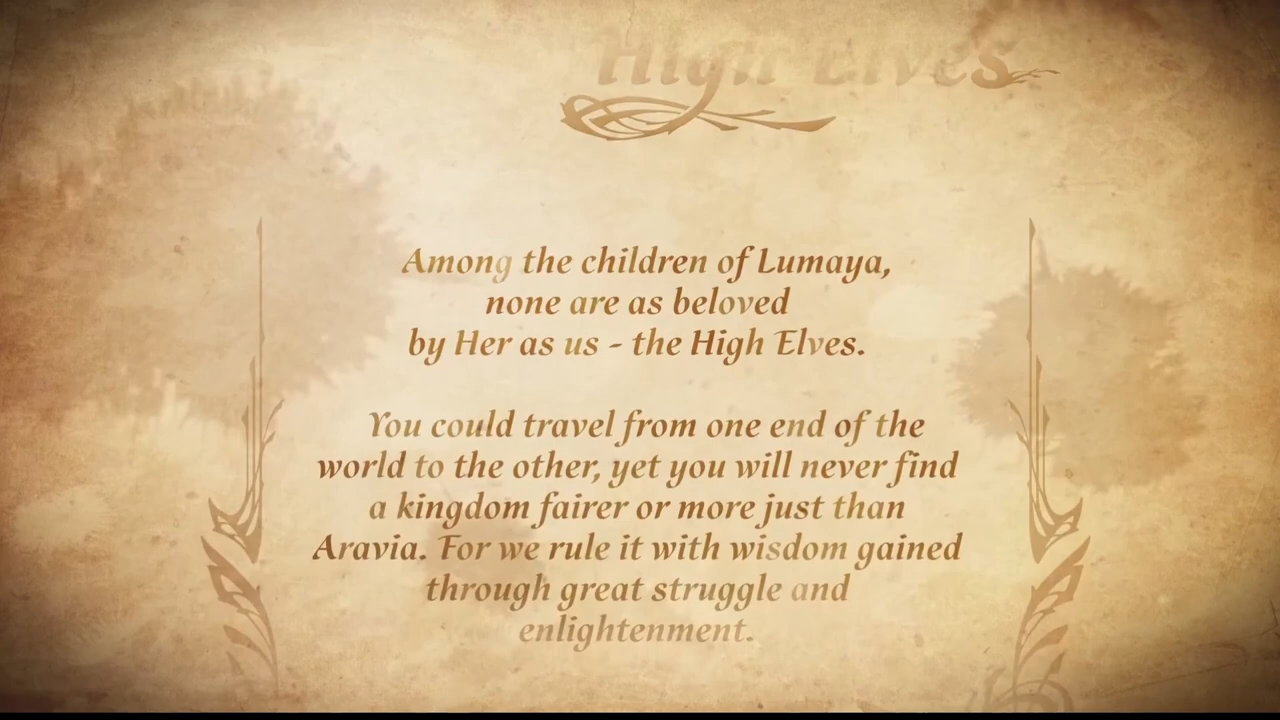 High Elves
Among the children of Lumaya,
none are as beloved
by Her as us - the High Elves.
You could travel from one end of the
world to the other, yet you will never find
a kingdom fairer or more just than
Aravia. For we rule it with wisdom gained
through great struggle and
enlightenment.